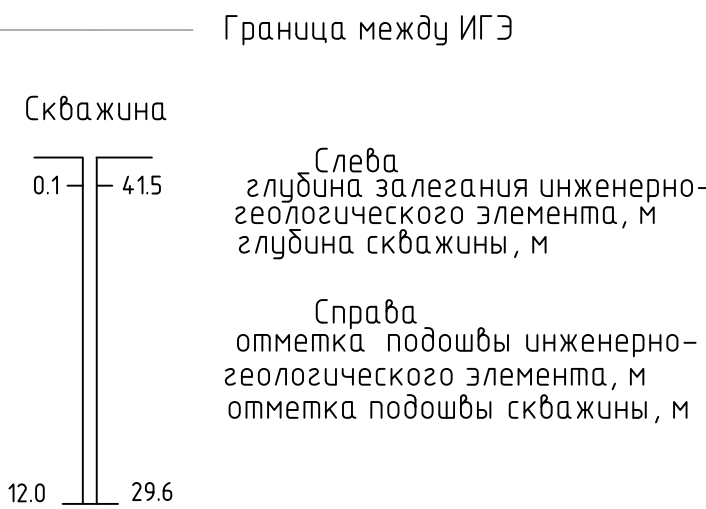 Граница между ИГЭ
Скважина
0.1 41.5
Слева
глубина залегания инженерно-
геологического элемента, м
глубина скважины, м
Справа
отметка подошвы инженерно-
геологического элемента, м
отметка подошвы скважины, м
12.0 29.6